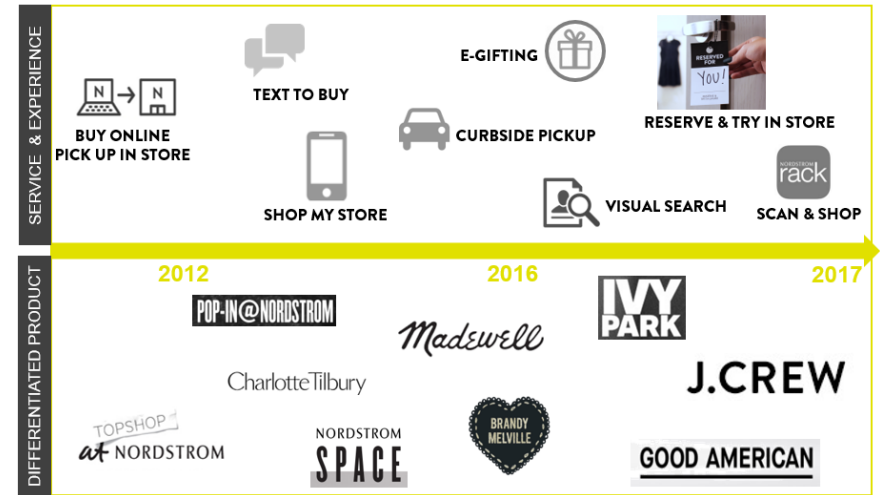 SERVICE & EXPERIENCE
N
N
BUY ONLINE
PICK UP IN STORE
TEXT TO BUY
SHOP MY STORE
E-GIFTING
CURBSIDE PICKUP
VISUAL SEARCH
RESERVED
FOR
YOU!
RESERVE & TRY IN STORE
NORDSTROM
rack
SCAN & SHOP
2012
2016
2017
DIFFERENTIATED PRODUCT
POP-IN@NORDSTROM
Madewell
IVY
PARK
Charlotte Tilbury
J.CREW
TOPSHOP
at NORDSTROM
NORDSTROM
SPACE
BRANDY
MELVILLE
GOOD AMERICAN